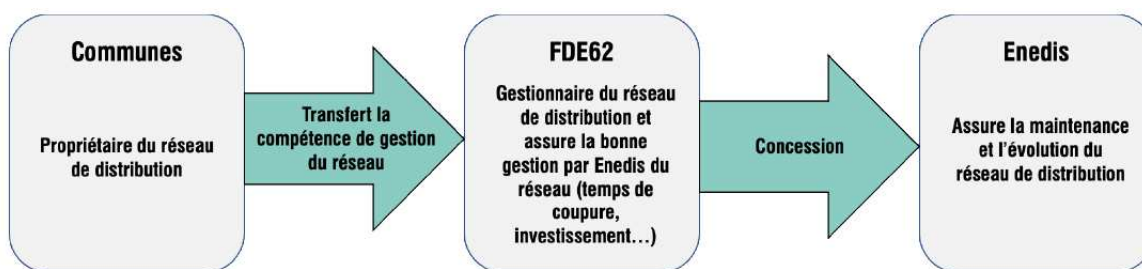 Communes
Propriétaire du réseau
de distribution
Transfert la
compétence de gestion
du réseau
FDE62
Gestionnaire du réseau
de distribution et
assure la bonne
gestion par Enedis du
réseau (temps de
coupure,
investissement…)
Concession
Enedis
Assure la maintenance
et l’évolution du
réseau de distribution